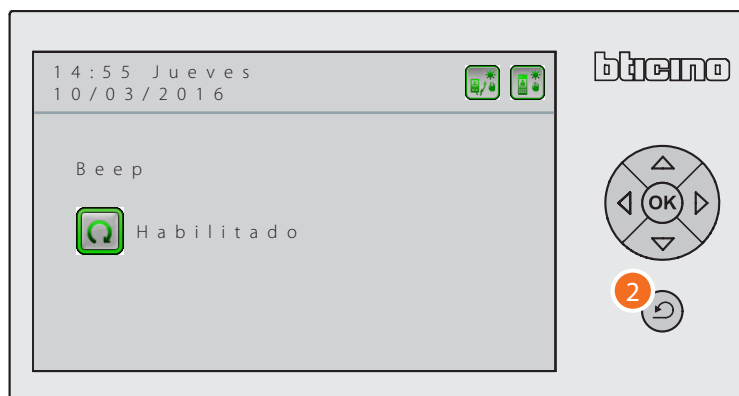 14:55 Jueves
10/03/2016
bticino
Beep
Habilitado
OK
2